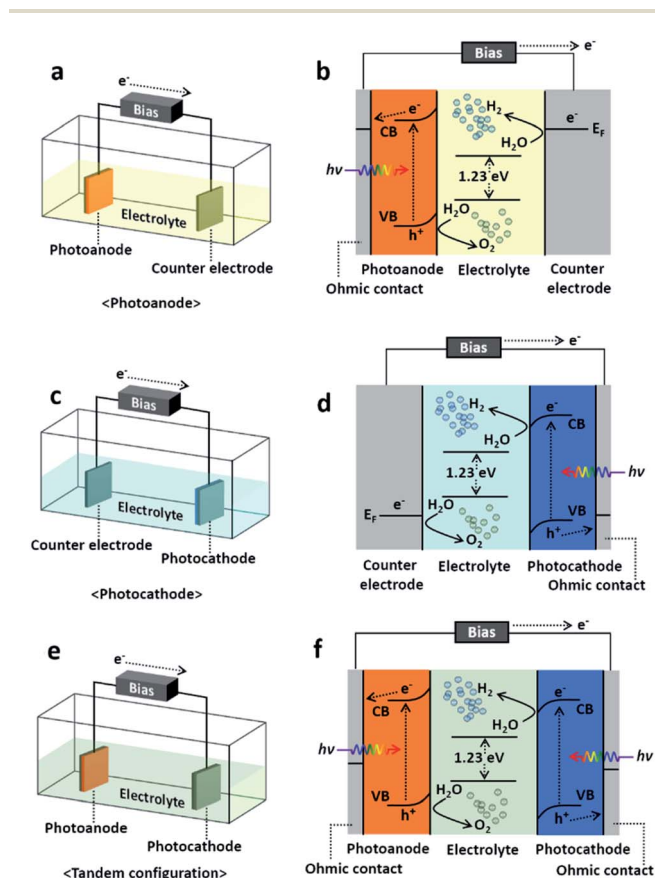 a
e⁻
Bias
Electrolyte
Photoanode
Counter electrode
<Photoanode>
b
Bias
e⁻
e⁻
CB
H₂
H₂O
e⁻
E_F
hν
1.23 eV
VB
h⁺
H₂O
O₂
Photoanode Electrolyte Counter
Ohmic contact electrode
c
e⁻
Bias
Electrolyte
Counter electrode
Photocathode
<Photocathode>
d
Bias
e⁻
H₂
e⁻
CB
H₂O
1.23 eV
hν
E_F
e⁻
H₂O
VB
h⁺
O₂
Counter Electrolyte Photocathode
electrode Ohmic contact
e
e⁻
Bias
Electrolyte
Photoanode
Photocathode
<Tandem configuration>
f
Bias
e⁻
e⁻
CB
H₂
e⁻
CB
H₂O
hν
1.23 eV
hν
VB
h⁺
H₂O
VB
h⁺
O₂
Photoanode Electrolyte Photocathode
Ohmic contact Ohmic contact